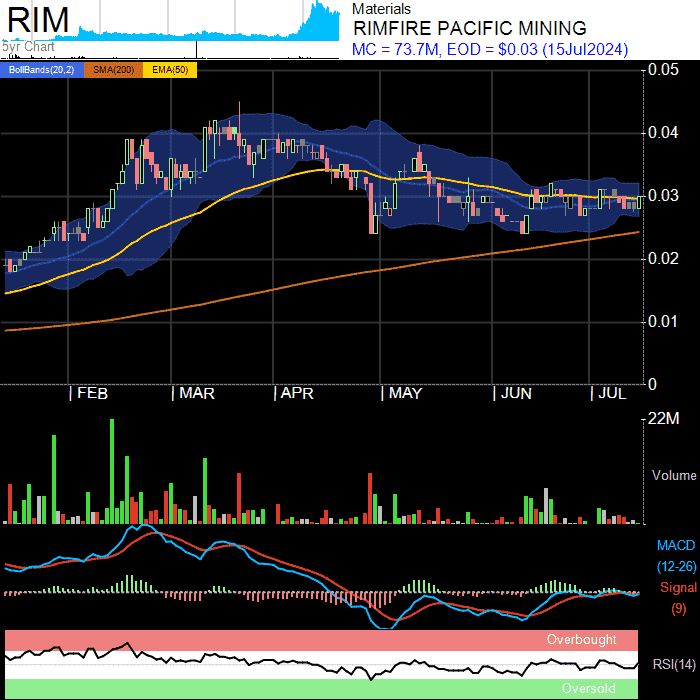 RIM
5yr Chart
Materials
RIMFIRE PACIFIC MINING
MC = 73.7M, EOD = $0.03 (15Jul2024)
BollBands(20,2) SMA(200) EMA(50)
0.05
0.04
0.03
0.02
0.01
0
| FEB | MAR | APR | MAY | JUN | JUL
22M
Volume
MACD
(12-26)
Signal
(9)
Overbought
RSI(14)
Oversold